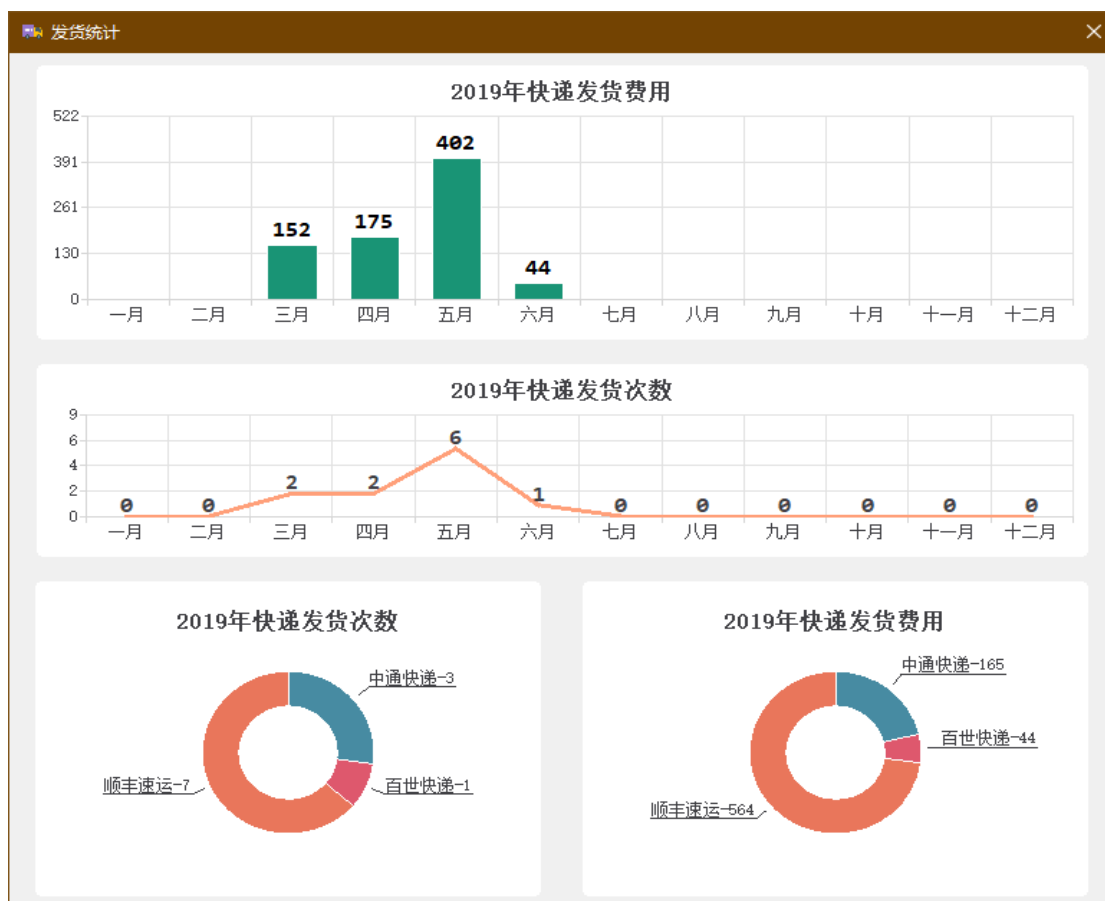 发货统计
2019年快递发货费用
522
391
261
130
0
402
175
152
44
一月 二月 三月 四月 五月 六月 七月 八月 九月 十月 十一月 十二月
2019年快递发货次数
9
6
4
2
0
0 0 2 2 6 1 0 0 0 0 0 0
一月 二月 三月 四月 五月 六月 七月 八月 九月 十月 十一月 十二月
2019年快递发货次数
中通快递-3
顺丰速运-7
百世快递-1
2019年快递发货费用
中通快递-165
百世快递-44
顺丰速运-564